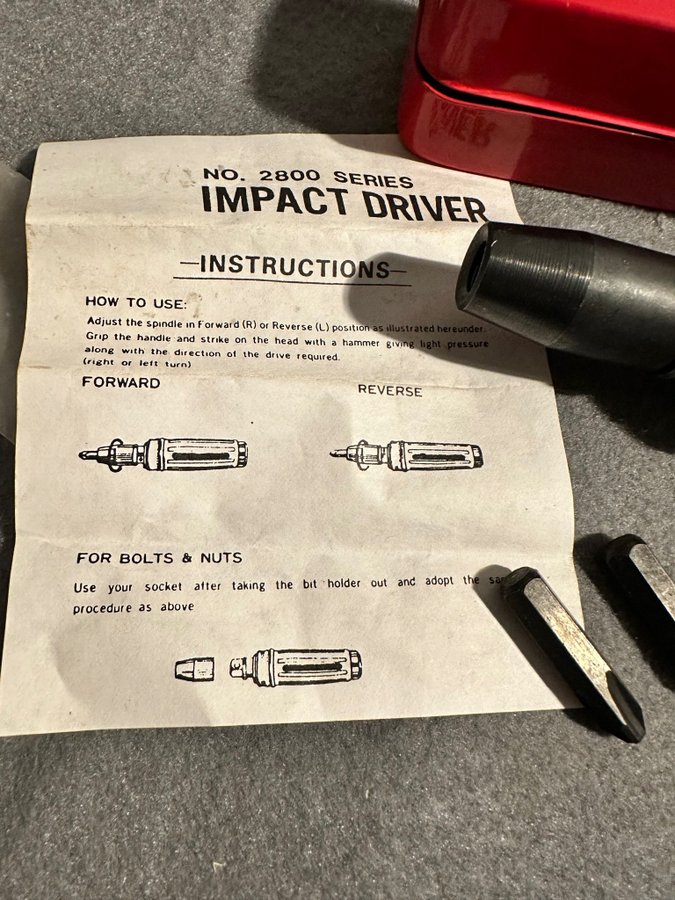 NO. 2800 SERIES
IMPACT DRIVER
—INSTRUCTIONS—
HOW TO USE:
Adjust the spindle in Forward (R) or Reverse (L) position as illustrated hereunder.
Grip the handle and strike on the head with a hammer giving light pressure
along with the direction of the drive required.
(right or left turn)
FORWARD
REVERSE
FOR BOLTS & NUTS
Use your socket after taking the bit holder out and adopt the
procedure as above